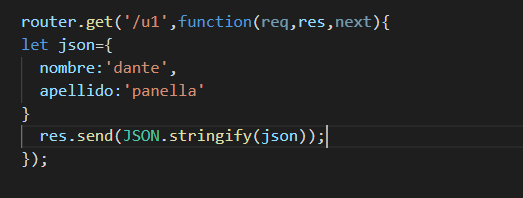 router.get('/u1',function(req,res,next){
let json={
  nombre:'dante',
  apellido:'panella'
}
  res.send(JSON.stringify(json));
});